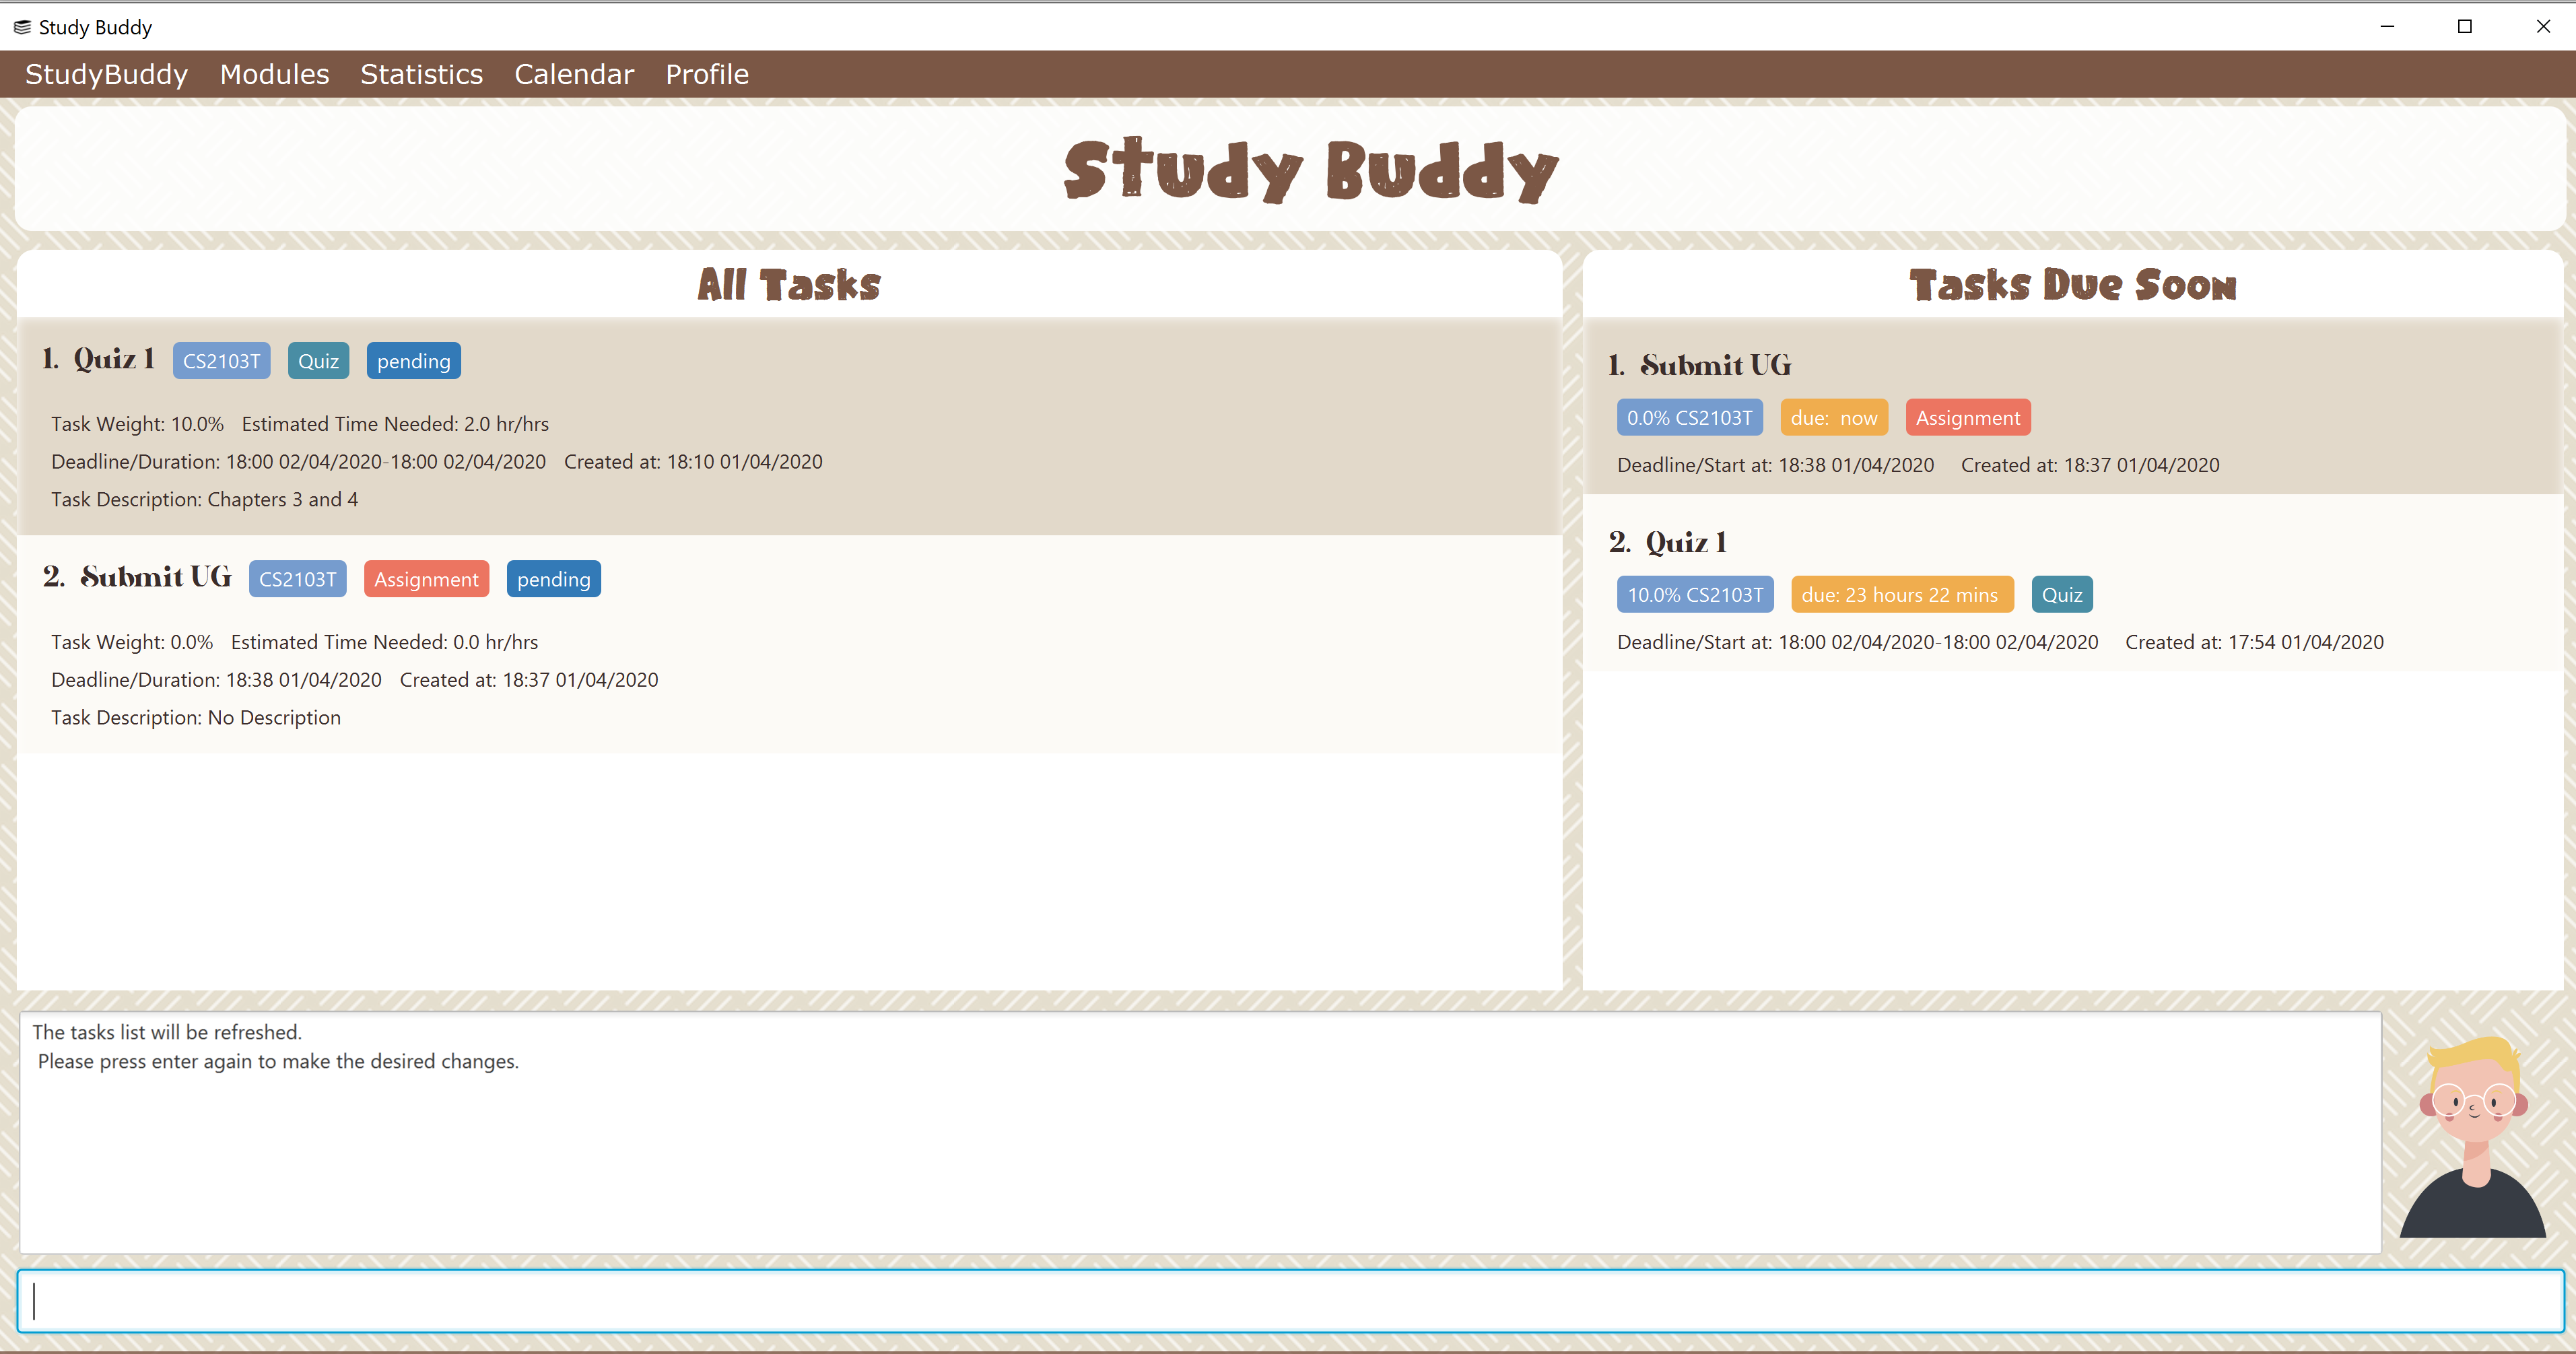 Study Buddy
StudyBuddy Modules Statistics Calendar Profile
Study Buddy
All Tasks
1. Quiz 1 CS2103T Quiz pending
Task Weight: 10.0% Estimated Time Needed: 2.0 hr/hrs
Deadline/Duration: 18:00 02/04/2020-18:00 02/04/2020 Created at: 18:10 01/04/2020
Task Description: Chapters 3 and 4
2. Submit UG CS2103T Assignment pending
Task Weight: 0.0% Estimated Time Needed: 0.0 hr/hrs
Deadline/Duration: 18:38 01/04/2020 Created at: 18:37 01/04/2020
Task Description: No Description
Tasks Due Soon
1. Submit UG
0.0% CS2103T due: now Assignment
Deadline/Start at: 18:38 01/04/2020 Created at: 18:37 01/04/2020
2. Quiz 1
10.0% CS2103T due: 23 hours 22 mins Quiz
Deadline/Start at: 18:00 02/04/2020-18:00 02/04/2020 Created at: 17:54 01/04/2020
The tasks list will be refreshed.
Please press enter again to make the desired changes.